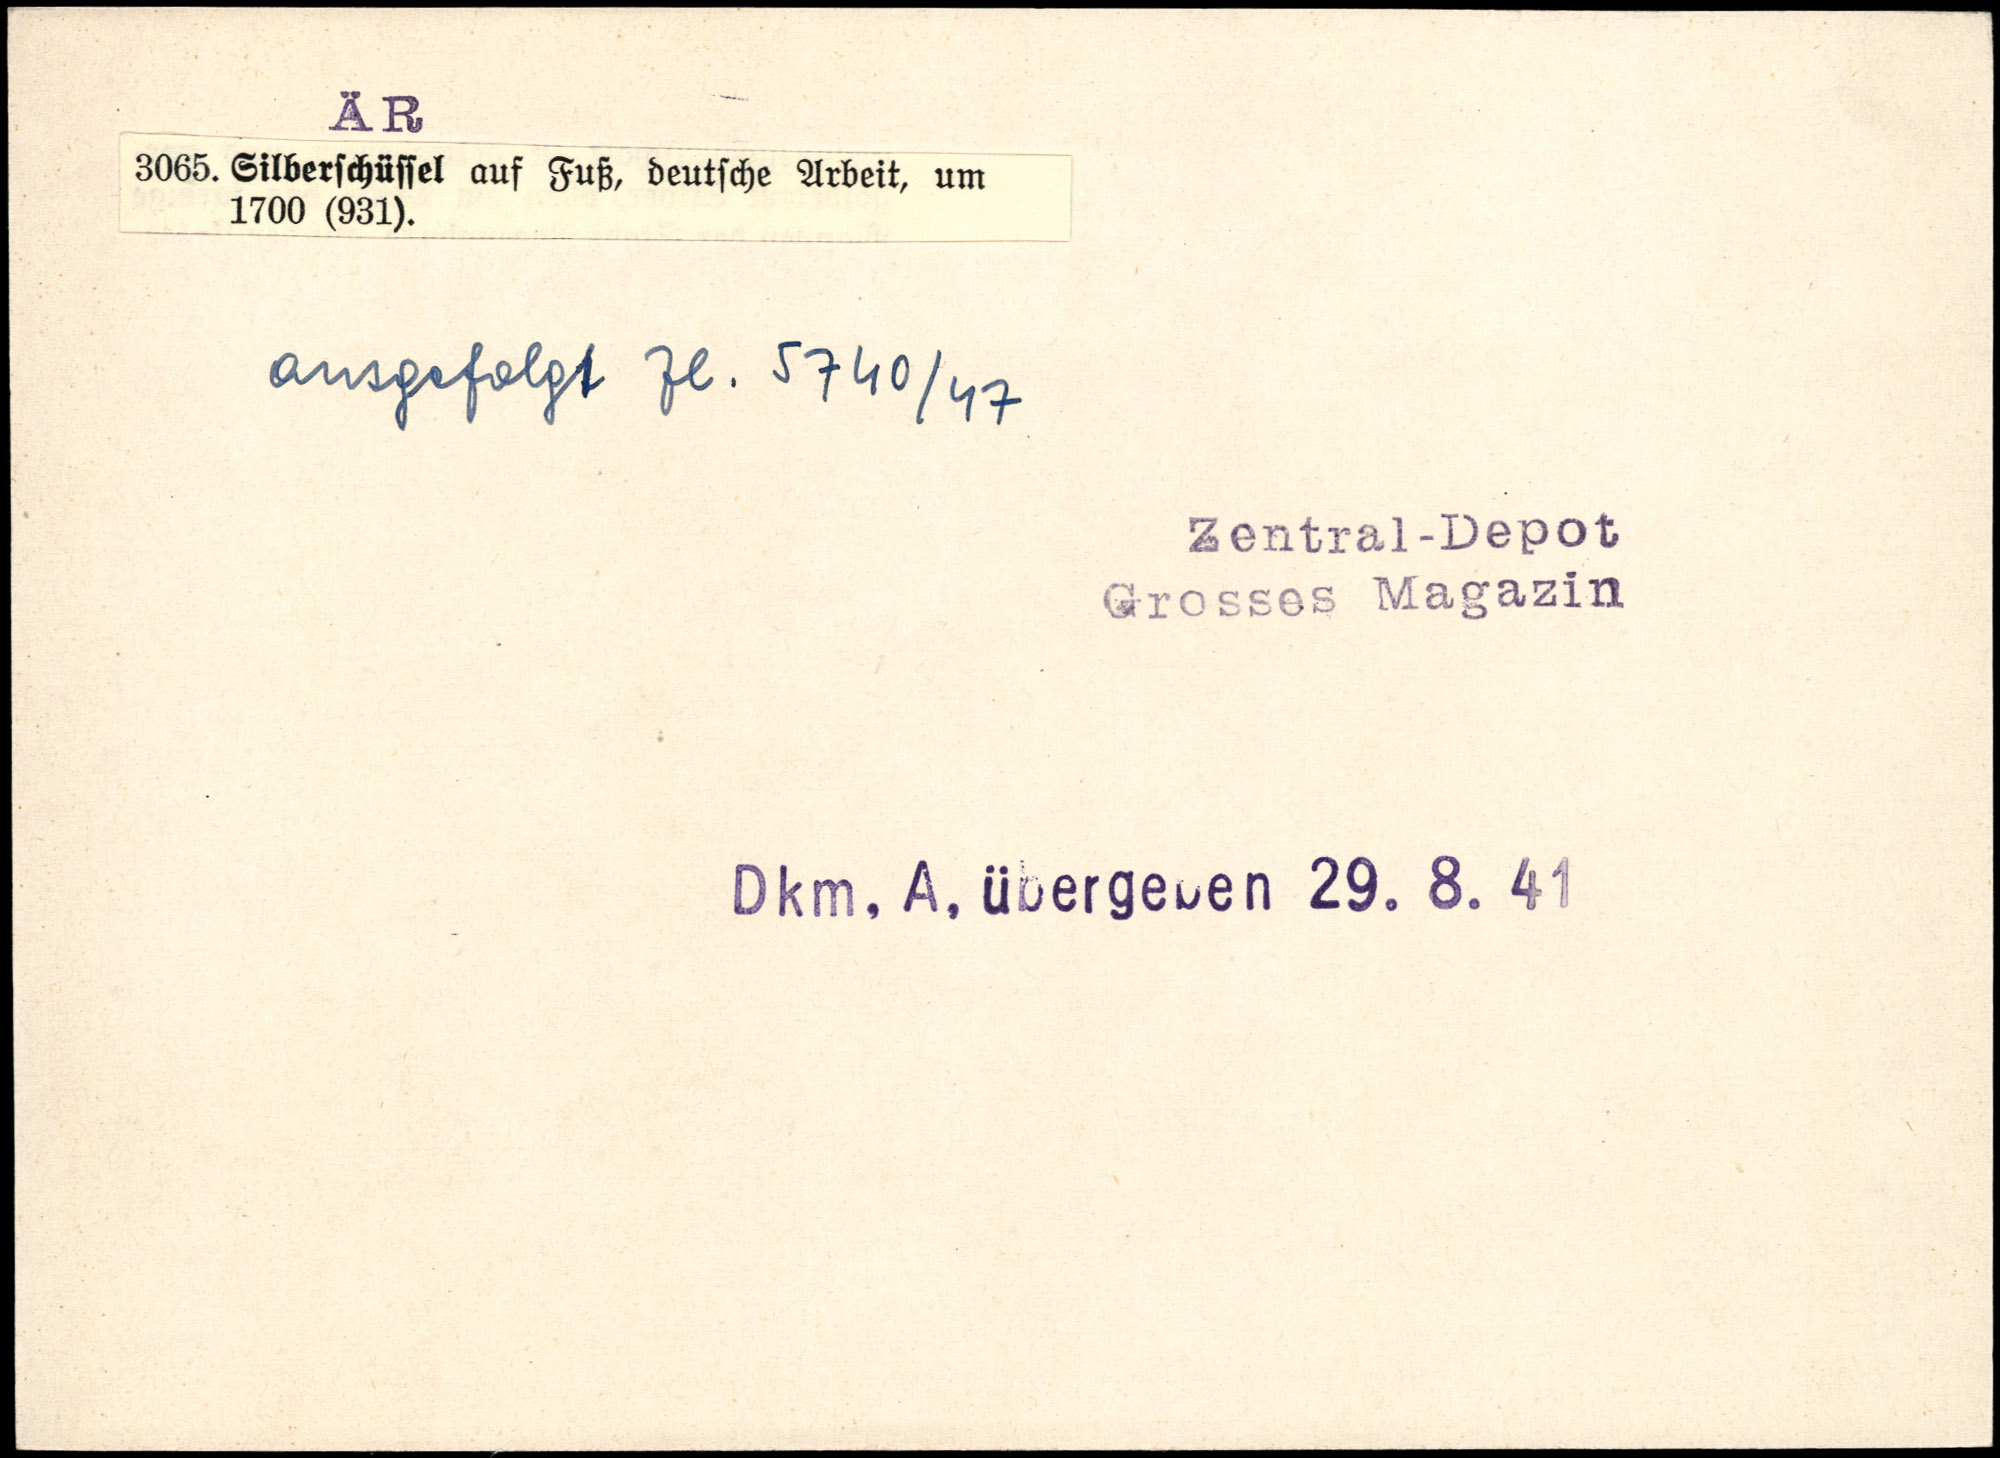 ÄR
3065. Silberschüssel auf Fuß, deutsche Arbeit, um
1700 (931).
ausgefolgt Zl. 5740/47
Zentral-Depot
Grosses Magazin
Dkm. A. übergeben 29. 8. 41